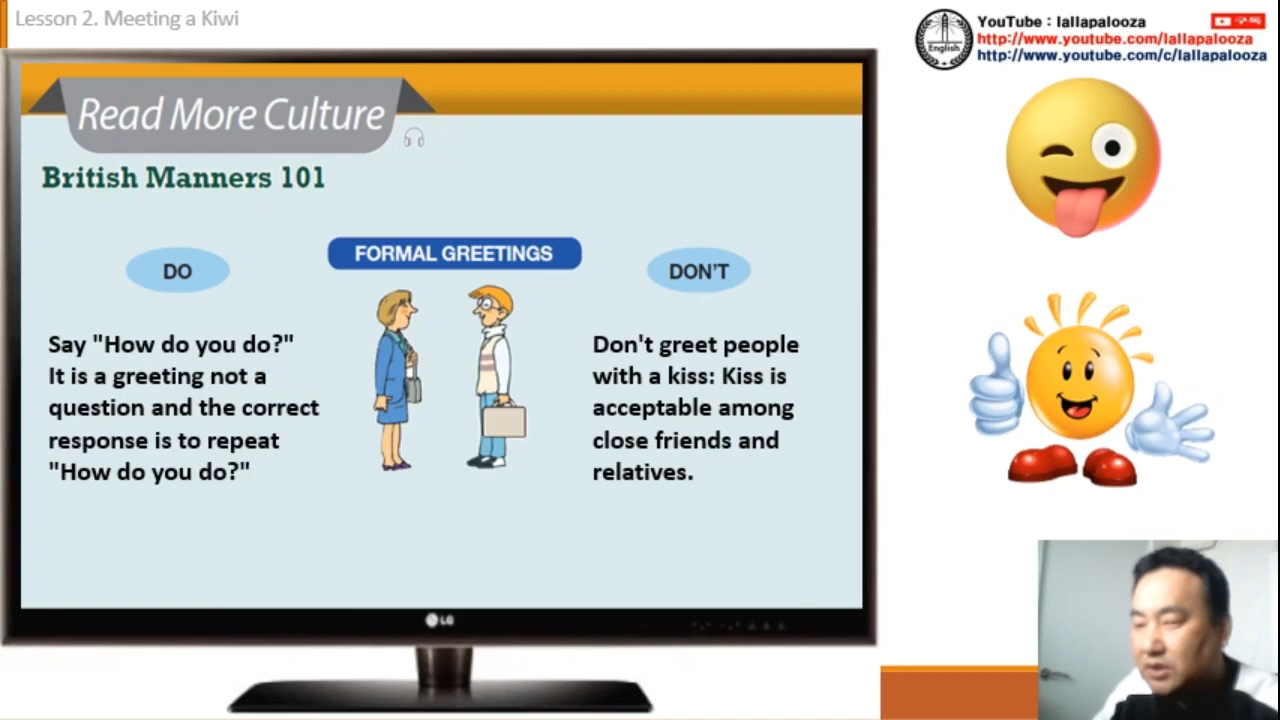 Lesson 2. Meeting a Kiwi
YouTube : lallapalooza
http://www.youtube.com/lallapalooza
http://www.youtube.com/c/lallapalooza
English
Read More Culture
British Manners 101
FORMAL GREETINGS
DO
DON'T
Say "How do you do?"
It is a greeting not a
question and the correct
response is to repeat
"How do you do?"
Don't greet people
with a kiss: Kiss is
acceptable among
close friends and
relatives.
LG